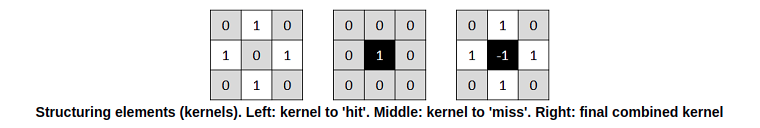 0 1 0 0 0 0 0 1 0
1 0 1 0 1 0 1 -1 1
0 1 0 0 0 0 0 1 0
Structuring elements (kernels). Left: kernel to 'hit'. Middle: kernel to 'miss'. Right: final combined kernel